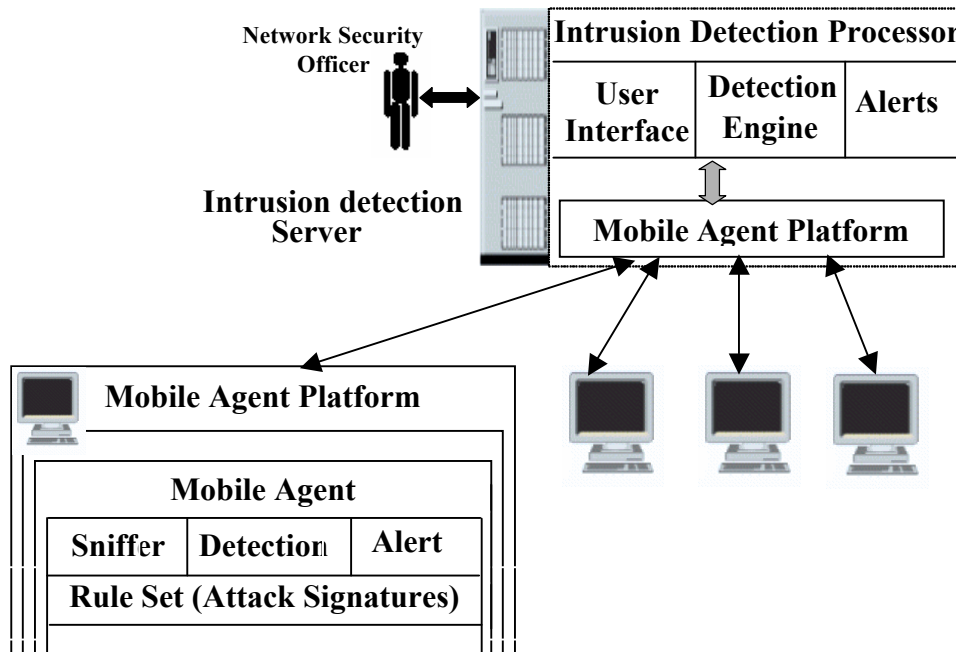 Network Security
Officer
Intrusion Detection Processor
User
Interface
Detection
Engine
Alerts
Intrusion detection
Server
Mobile Agent Platform
Mobile Agent Platform
Mobile Agent
Sniffer
Detection
Alert
Rule Set (Attack Signatures)